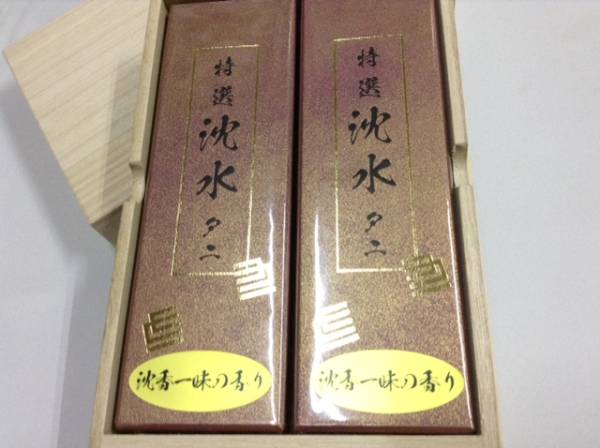 特選
沈水
タニ
沈香一味の香り
特選
沈水
タニ
沈香一味の香り